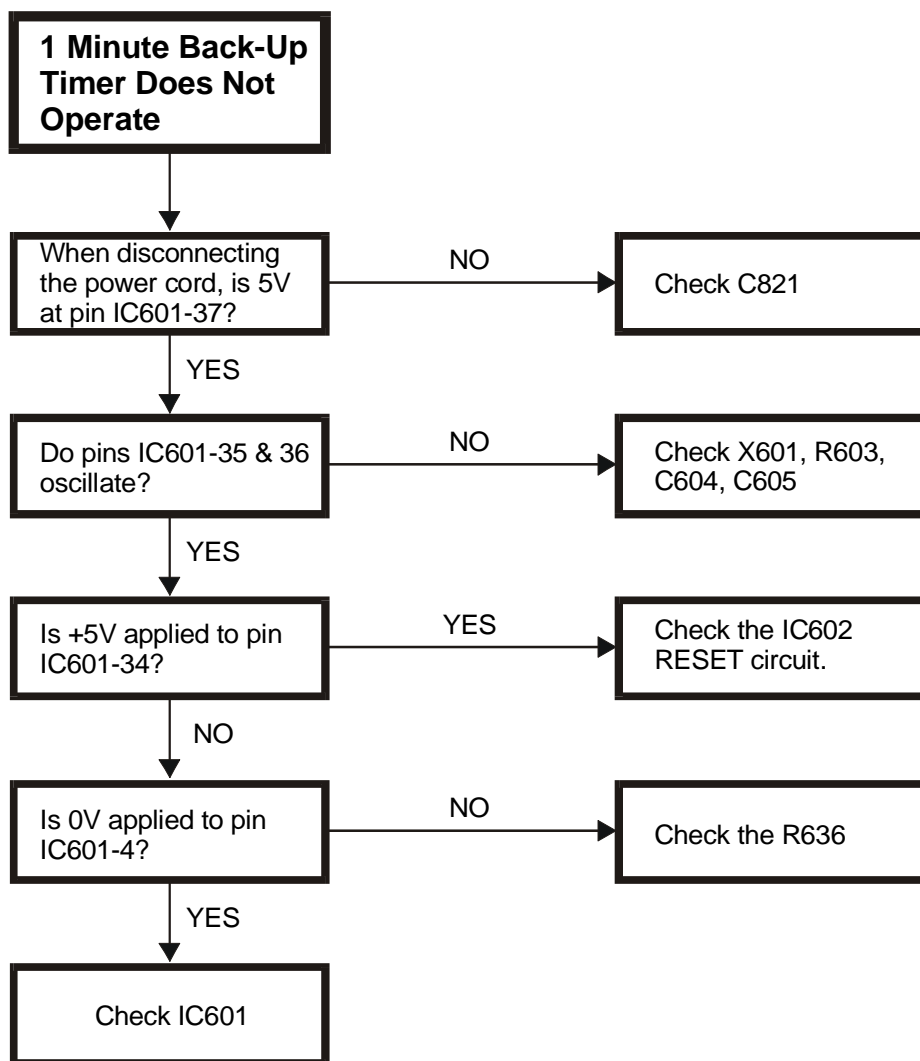 1 Minute Back-Up
Timer Does Not
Operate
When disconnecting
the power cord, is 5V
at pin IC601-37?
NO
Check C821
YES
Do pins IC601-35 & 36
oscillate?
NO
Check X601, R603,
C604, C605
YES
Is +5V applied to pin
IC601-34?
YES
Check the IC602
RESET circuit.
NO
Is 0V applied to pin
IC601-4?
NO
Check the R636
YES
Check IC601